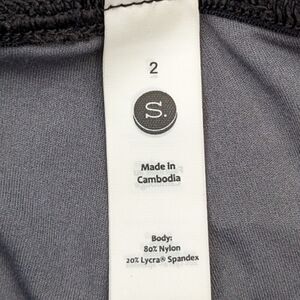 2
S.
Made in
Cambodia
Body:
80% Nylon
20% Lycra® Spandex